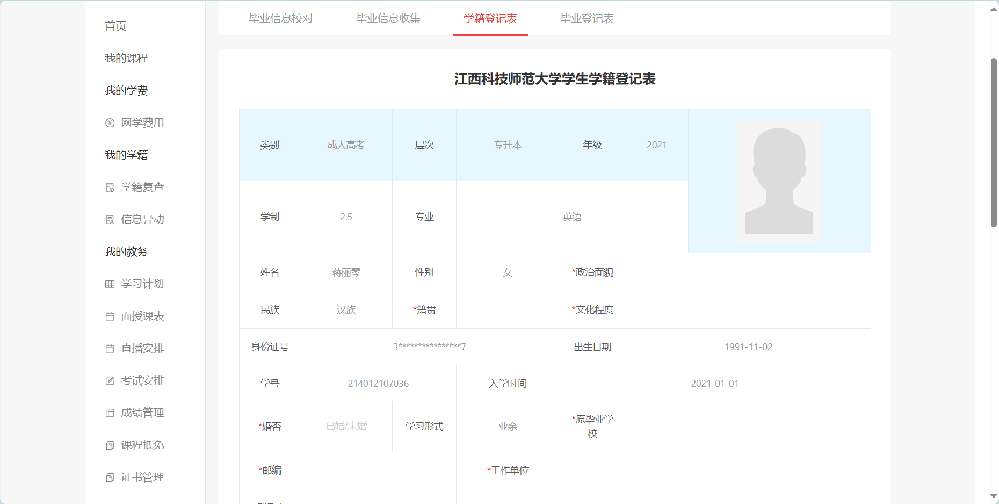 毕业信息校对 毕业信息收集 学籍登记表 毕业登记表
首页
我的课程
我的学费
网学费用
我的学籍
学籍复查
信息异动
我的教务
学习计划
面授课表
直播安排
考试安排
成绩管理
课程抵免
证书管理
江西科技师范大学学生学籍登记表
类别 成人高考 层次 专升本 年级 2021
学制 2.5 专业 英语
姓名 蒋丽琴 性别 女 *政治面貌
民族 汉族 *籍贯 *文化程度
身份证号 3****************7 出生日期 1991-11-02
学号 214012107036 入学时间 2021-01-01
*婚否 已婚/未婚 学习形式 业余 *原毕业学
校
*邮编 *工作单位